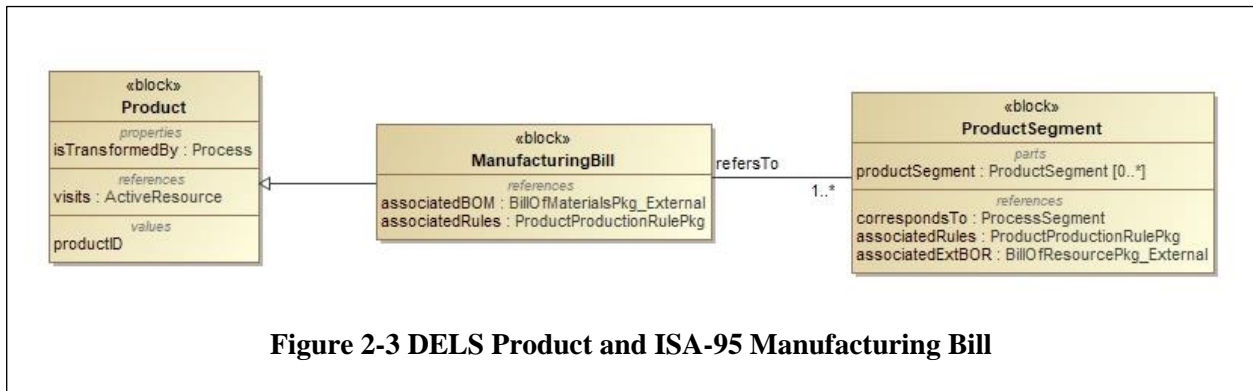 «block»
Product
properties
isTransformedBy : Process
references
visits : ActiveResource
values
productID
«block»
ManufacturingBill
references
associatedBOM : BillOfMaterialsPkg_External
associatedRules : ProductProductionRulePkg
refersTo
1..*
«block»
ProductSegment
parts
productSegment : ProductSegment [0..*]
references
correspondsTo : ProcessSegment
associatedRules : ProductProductionRulePkg
associatedExtBOR : BillOfResourcePkg_External
Figure 2-3 DELS Product and ISA-95 Manufacturing Bill